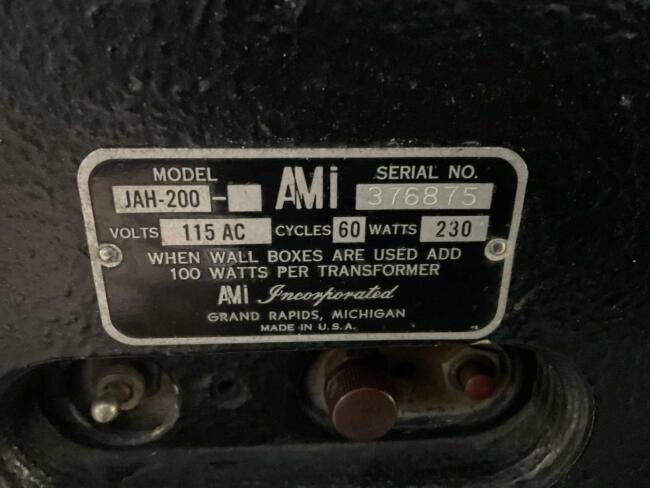 MODEL AMi SERIAL NO.
JAH-200- 376875
VOLTS 115 AC CYCLES 60 WATTS 230
WHEN WALL BOXES ARE USED ADD
100 WATTS PER TRANSFORMER
AMi Incorporated
GRAND RAPIDS, MICHIGAN
MADE IN U.S.A.